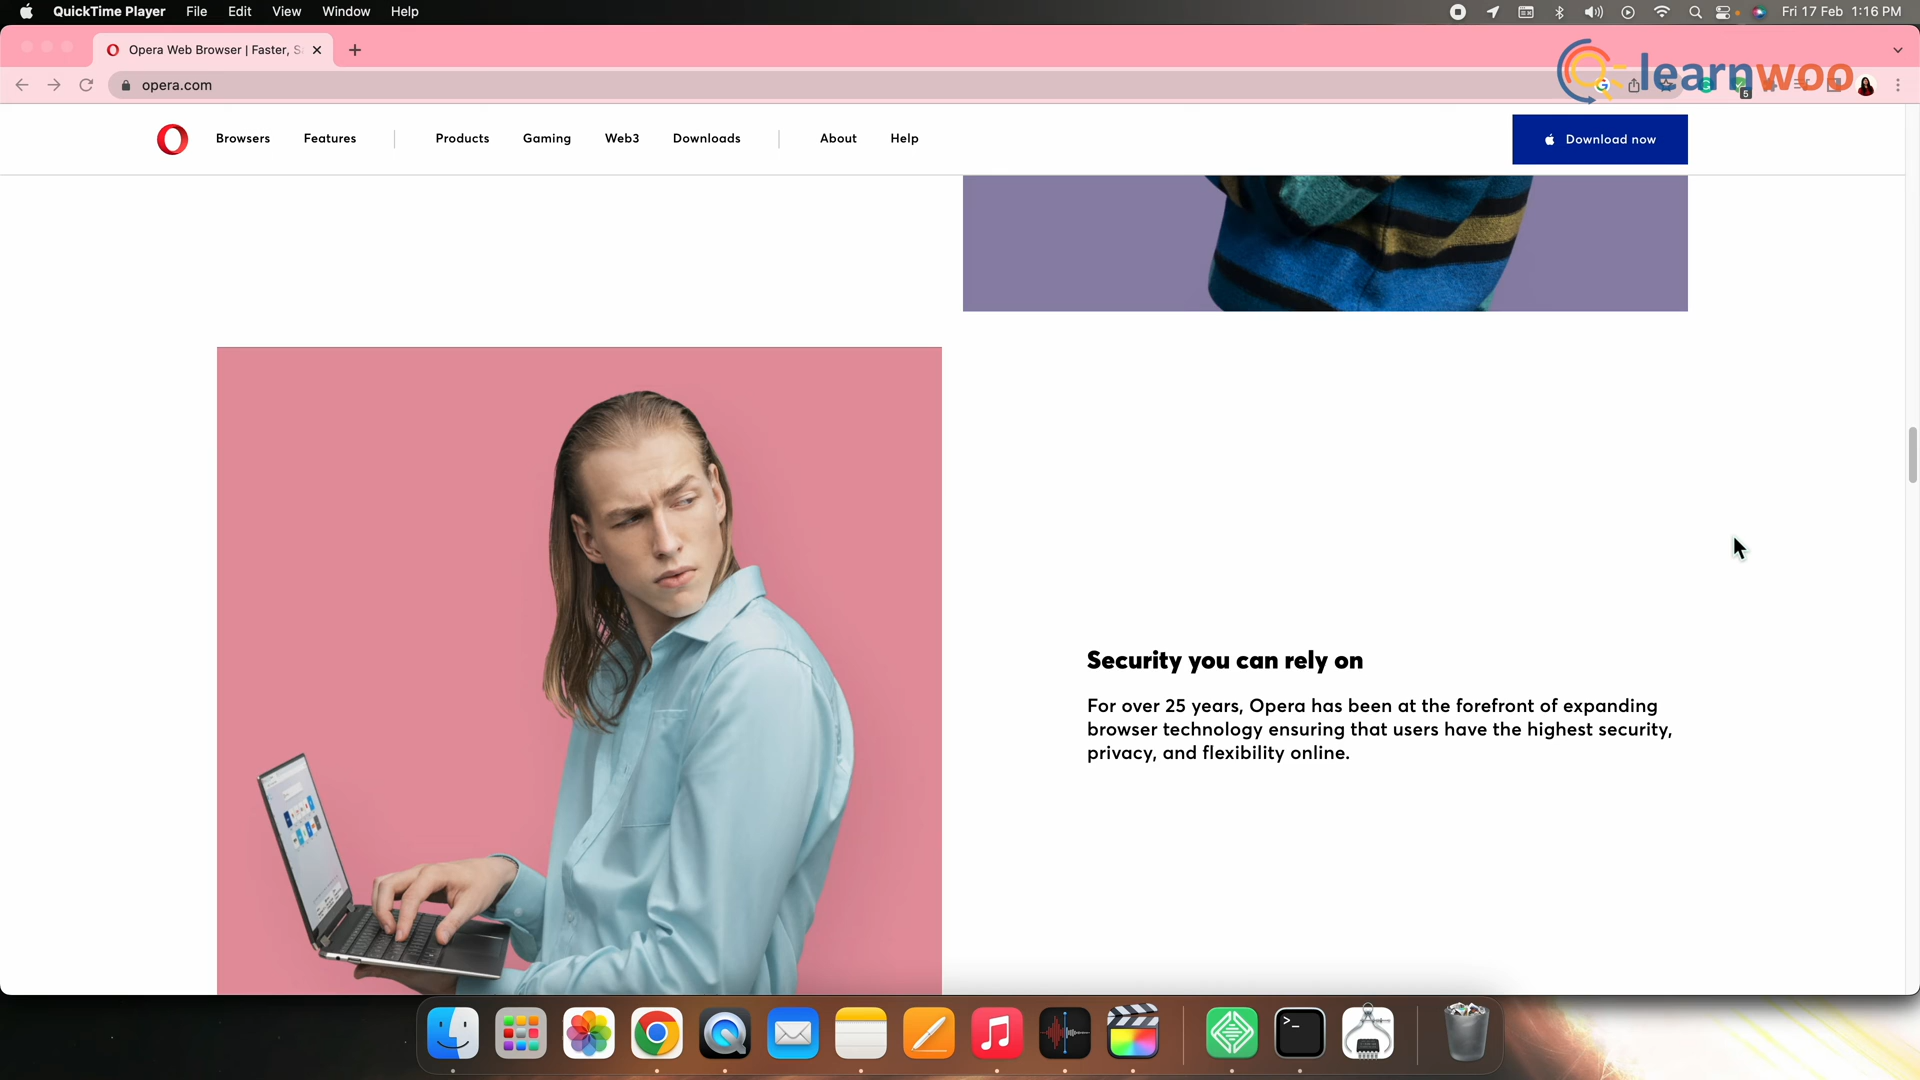 QuickTime Player File Edit View Window Help Fri 17 Feb 1:16 PM
Opera Web Browser | Faster, S
opera.com
5
learnwoo
Browsers Features Products Gaming Web3 Downloads About Help Download now
Security you can rely on
For over 25 years, Opera has been at the forefront of expanding
browser technology ensuring that users have the highest security,
privacy, and flexibility online.